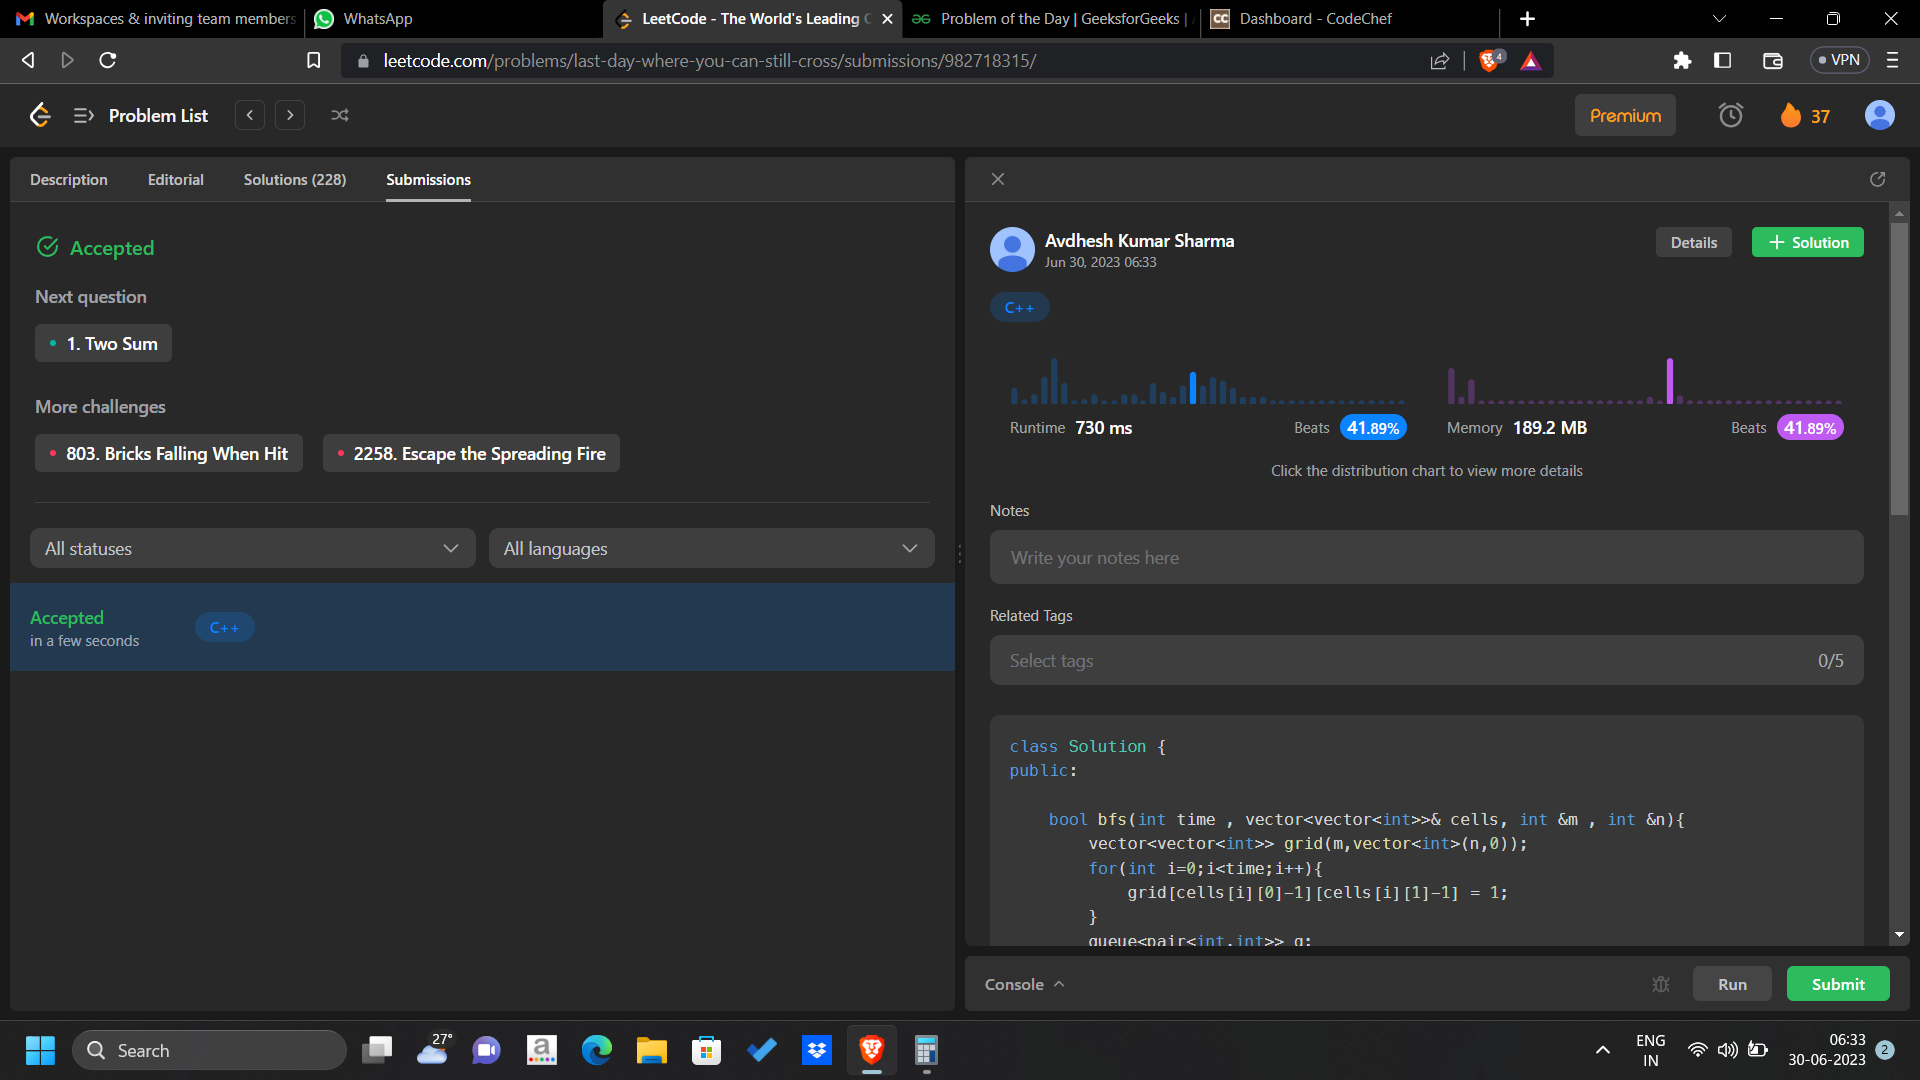 Workspaces & inviting team members
WhatsApp
LeetCode - The World's Leading
Problem of the Day | GeeksforGeeks |
CC
Dashboard - CodeChef
leetcode.com/problems/last-day-where-you-can-still-cross/submissions/982718315/
4
VPN
Problem List
Premium
37
Description
Editorial
Solutions (228)
Submissions
Accepted
Next question
1. Two Sum
More challenges
803. Bricks Falling When Hit
2258. Escape the Spreading Fire
All statuses
All languages
Accepted
in a few seconds
C++
Avdhesh Kumar Sharma
Jun 30, 2023 06:33
Details
Solution
C++
Runtime 730 ms
Beats 41.89%
Memory 189.2 MB
Beats 41.89%
Click the distribution chart to view more details
Notes
Write your notes here
Related Tags
Select tags
0/5
class Solution {
public:
bool bfs(int time , vector<vector<int>>& cells, int &m , int &n){
vector<vector<int>> grid(m,vector<int>(n,0));
for(int i=0;i<time;i++){
grid[cells[i][0]-1][cells[i][1]-1] = 1;
}
queue<pair<int,int>> q;
Console
Run
Submit
Search
27°
a
ENG
IN
06:33
30-06-2023
2